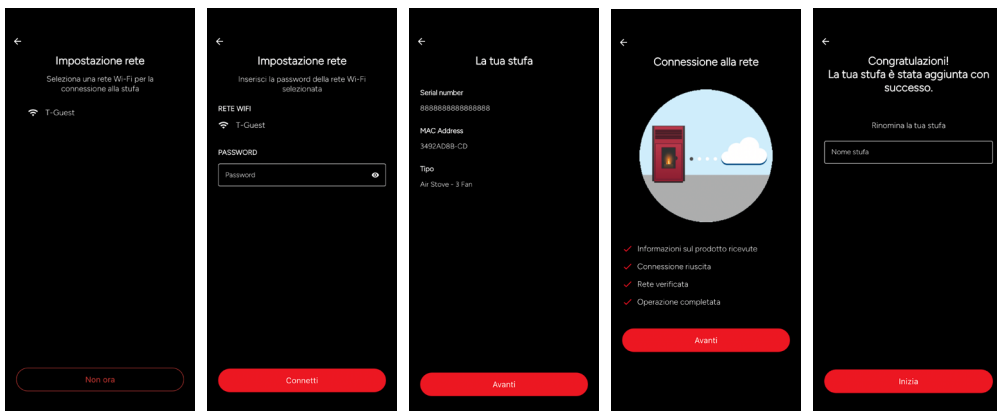 Impostazione rete
Seleziona una rete Wi-Fi per la
connessione alla stufa
T-Guest
Non ora
Impostazione rete
Inserisci la password della rete Wi-Fi
selezionata
RETE WIFI
T-Guest
PASSWORD
Password
Connetti
La tua stufa
Serial number
8888888888888888
MAC Address
3492AD88-CD
Tipo
Air Stove - 3 Fan
Avanti
Connessione alla rete
Informazioni sul prodotto ricevute
Connessione riuscita
Rete verificata
Operazione completata
Avanti
Congratulazioni!
La tua stufa è stata aggiunta con
successo.
Rinomina la tua stufa
Nome stufa
Inizia